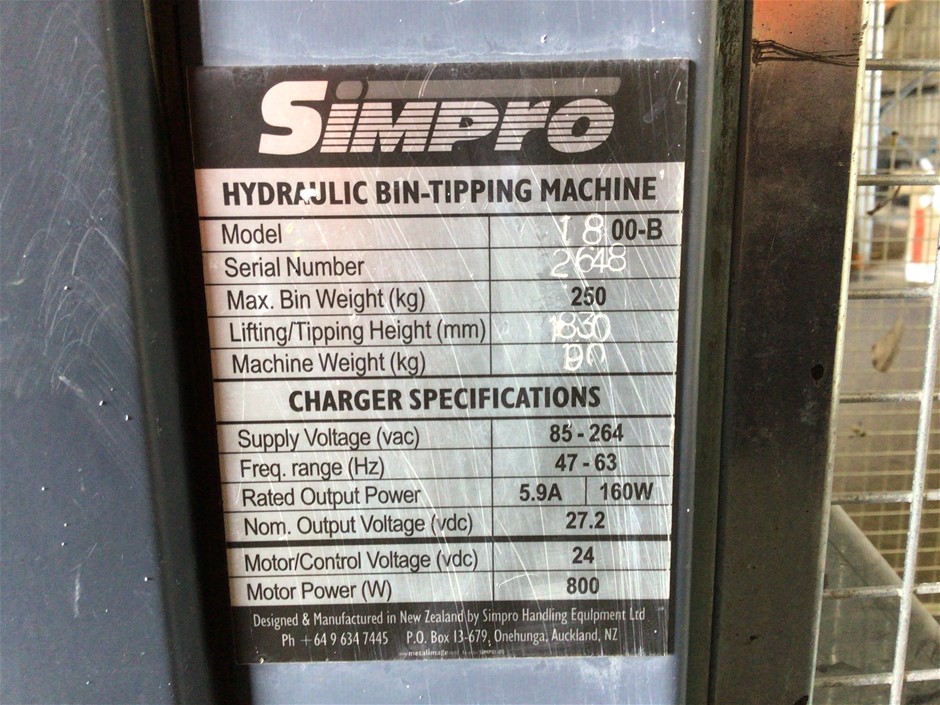 Simpro
HYDRAULIC BIN-TIPPING MACHINE
Model 1800-B
Serial Number 2648
Max. Bin Weight (kg) 250
Lifting/Tipping Height (mm) 1830
Machine Weight (kg)
CHARGER SPECIFICATIONS
Supply Voltage (vac) 85 - 264
Freq. range (Hz) 47 - 63
Rated Output Power 5.9A 160W
Nom. Output Voltage (vdc) 27.2
Motor/Control Voltage (vdc) 24
Motor Power (W) 800
Designed & Manufactured in New Zealand by Simpro Handling Equipment Ltd
Ph +64 9 634 7445 P.O. Box 13-679, Onehunga, Auckland, NZ
metalimage